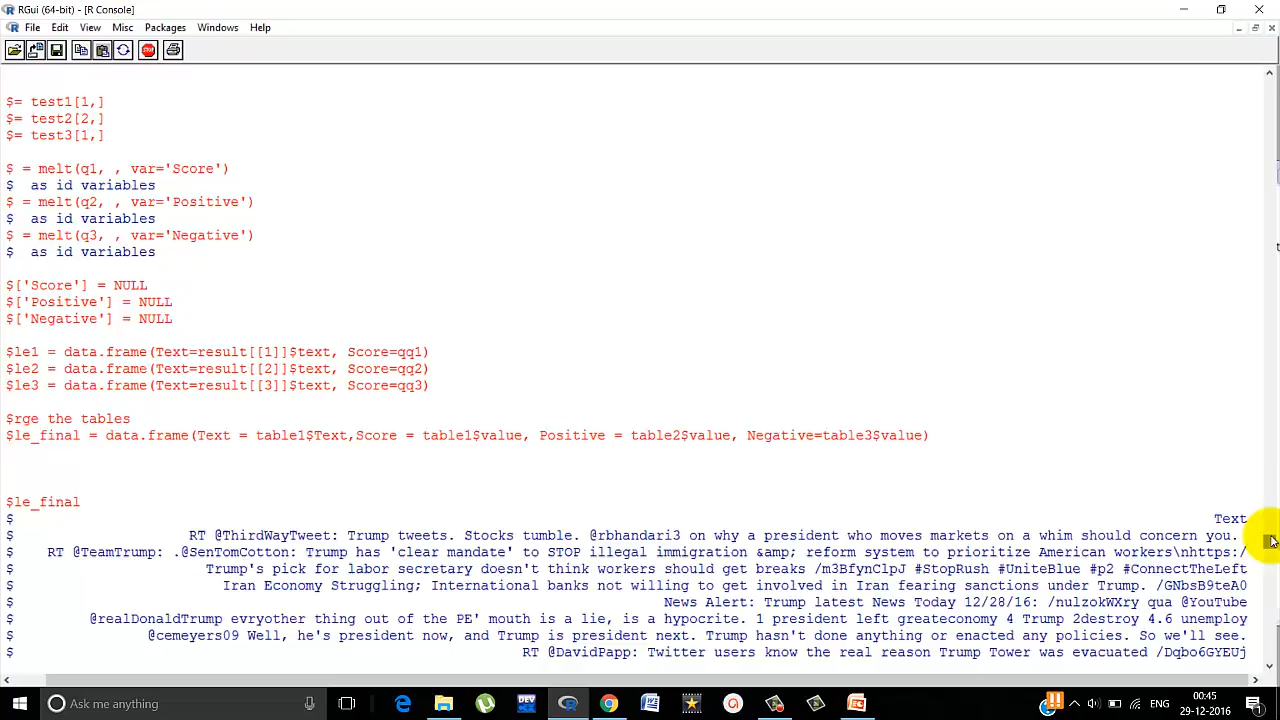 RGui (64-bit) - [R Console]
File Edit View Misc Packages Windows Help
STOP
$= test1[1,]
$= test2[2,]
$= test3[1,]
$ = melt(q1, , var='Score')
$  as id variables
$ = melt(q2, , var='Positive')
$  as id variables
$ = melt(q3, , var='Negative')
$  as id variables
$['Score'] = NULL
$['Positive'] = NULL
$['Negative'] = NULL
$le1 = data.frame(Text=result[[1]]$text, Score=qq1)
$le2 = data.frame(Text=result[[2]]$text, Score=qq2)
$le3 = data.frame(Text=result[[3]]$text, Score=qq3)
$rge the tables
$le_final = data.frame(Text = table1$Text,Score = table1$value, Positive = table2$value, Negative=table3$value)
$le_final
$ Text
$ RT @ThirdWayTweet: Trump tweets. Stocks tumble. @rbhandari3 on why a president who moves markets on a whim should concern you.
$ RT @TeamTrump: .@SenTomCotton: Trump has 'clear mandate' to STOP illegal immigration &amp; reform system to prioritize American workers\nhttps:/
$ Trump's pick for labor secretary doesn't think workers should get breaks /m3BfynClpJ #StopRush #UniteBlue #p2 #ConnectTheLeft
$ Iran Economy Struggling; International banks not willing to get involved in Iran fearing sanctions under Trump. /GNbsB9teA0
$ News Alert: Trump latest News Today 12/28/16: /nulzokWXry qua @YouTube
$ @realDonaldTrump evryother thing out of the PE' mouth is a lie, is a hypocrite. 1 president left greateconomy 4 Trump 2destroy 4.6 unemploy
$ @cemeyers09 Well, he's president now, and Trump is president next. Trump hasn't done anything or enacted any policies. So we'll see.
$ RT @DavidPapp: Twitter users know the real reason Trump Tower was evacuated /Dqbo6GYEUj
Ask me anything
DEV
ENG
00:45
29-12-2016